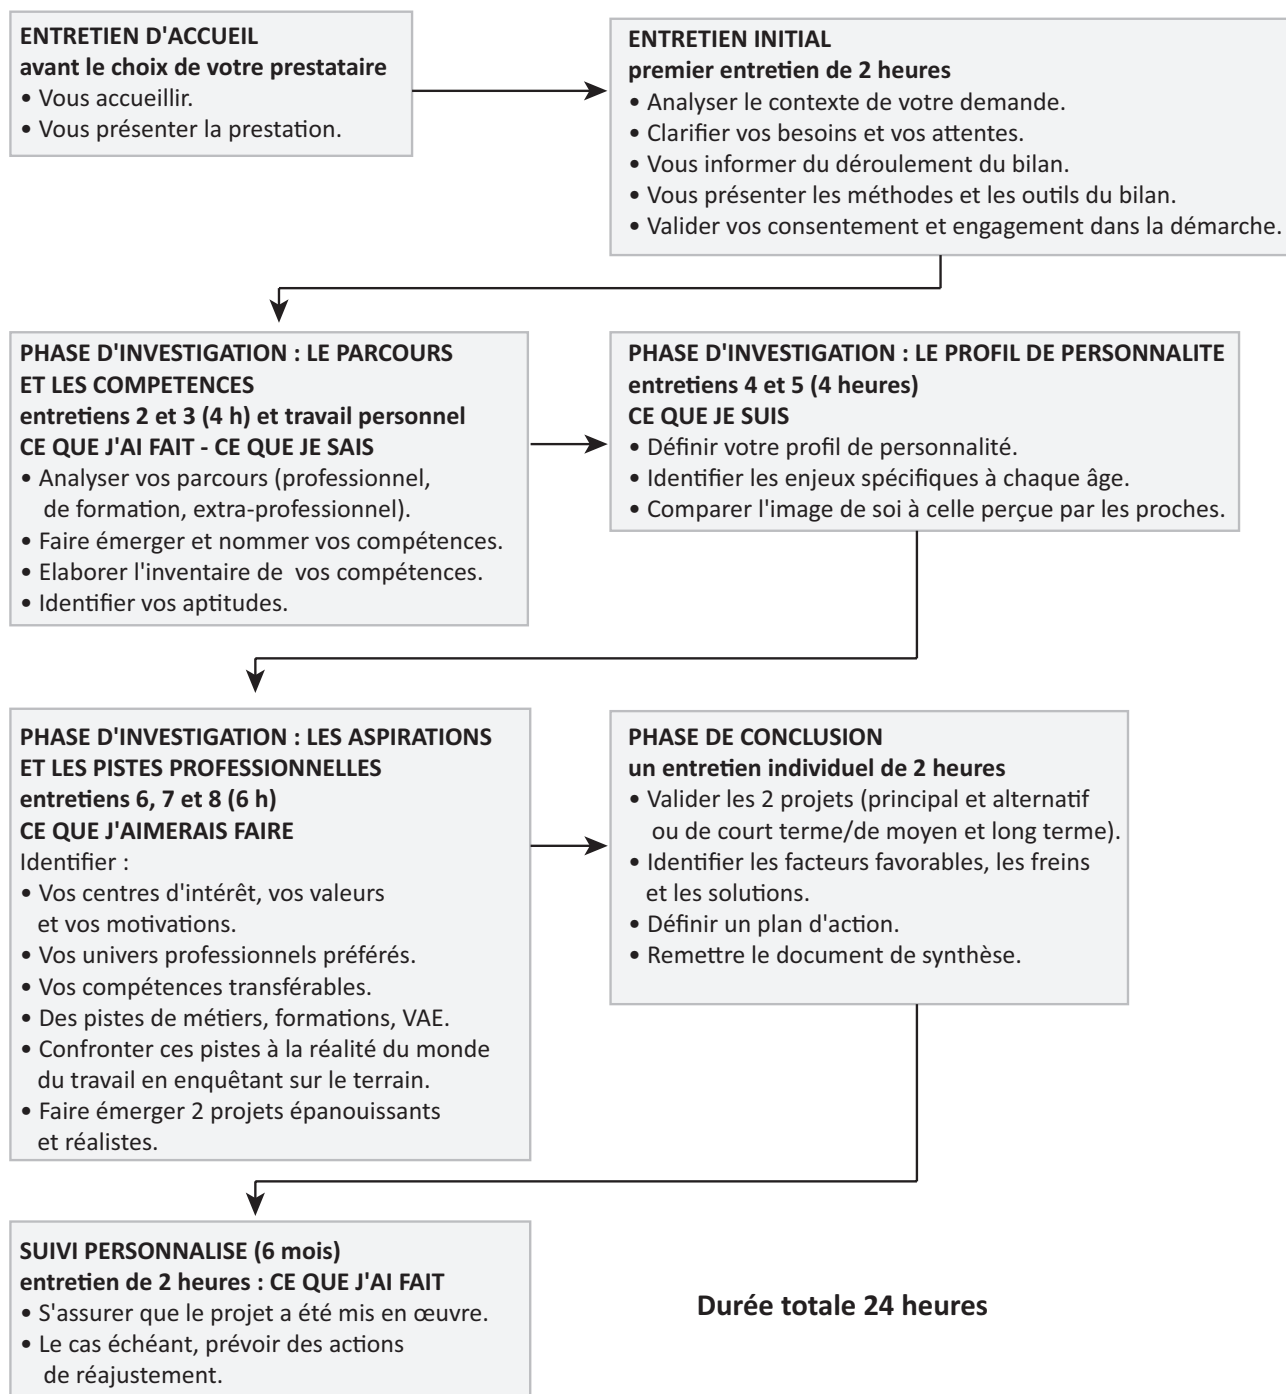 ENTRETIEN D'ACCUEIL
avant le choix de votre prestataire
• Vous accueillir.
• Vous présenter la prestation.
ENTRETIEN INITIAL
premier entretien de 2 heures
• Analyser le contexte de votre demande.
• Clarifier vos besoins et vos attentes.
• Vous informer du déroulement du bilan.
• Vous présenter les méthodes et les outils du bilan.
• Valider vos consentement et engagement dans la démarche.
PHASE D'INVESTIGATION : LE PARCOURS
ET LES COMPETENCES
entretiens 2 et 3 (4 h) et travail personnel
CE QUE J'AI FAIT - CE QUE JE SAIS
• Analyser vos parcours (professionnel,
de formation, extra-professionnel).
• Faire émerger et nommer vos compétences.
• Elaborer l'inventaire de vos compétences.
• Identifier vos aptitudes.
PHASE D'INVESTIGATION : LE PROFIL DE PERSONNALITE
entretiens 4 et 5 (4 heures)
CE QUE JE SUIS
• Définir votre profil de personnalité.
• Identifier les enjeux spécifiques à chaque âge.
• Comparer l'image de soi à celle perçue par les proches.
PHASE D'INVESTIGATION : LES ASPIRATIONS
ET LES PISTES PROFESSIONNELLES
entretiens 6, 7 et 8 (6 h)
CE QUE J'AIMERAIS FAIRE
Identifier :
• Vos centres d'intérêt, vos valeurs
et vos motivations.
• Vos univers professionnels préférés.
• Vos compétences transférables.
• Des pistes de métiers, formations, VAE.
• Confronter ces pistes à la réalité du monde
du travail en enquêtant sur le terrain.
• Faire émerger 2 projets épanouissants
et réalistes.
PHASE DE CONCLUSION
un entretien individuel de 2 heures
• Valider les 2 projets (principal et alternatif
ou de court terme/de moyen et long terme).
• Identifier les facteurs favorables, les freins
et les solutions.
• Définir un plan d'action.
• Remettre le document de synthèse.
SUIVI PERSONNALISE (6 mois)
entretien de 2 heures : CE QUE J'AI FAIT
• S'assurer que le projet a été mis en œuvre.
• Le cas échéant, prévoir des actions
de réajustement.
Durée totale 24 heures